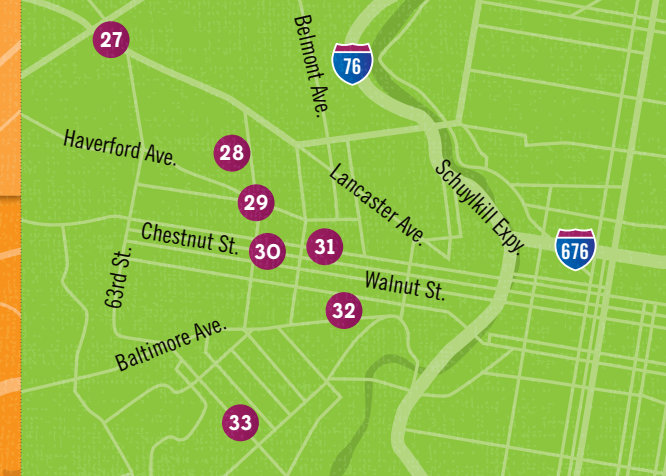 27
Belmont Ave.
76
Haverford Ave.
28
Lancaster Ave.
Schuylkill Expy.
29
Chestnut St.
30
31
676
63rd St.
Walnut St.
32
Baltimore Ave.
33